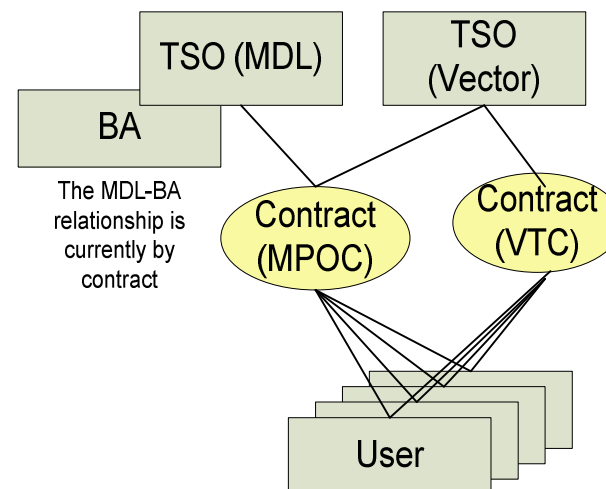 TSO (MDL)
TSO
(Vector)
BA
The MDL-BA
relationship is
currently by
contract
Contract
(MPOC)
Contract
(VTC)
User